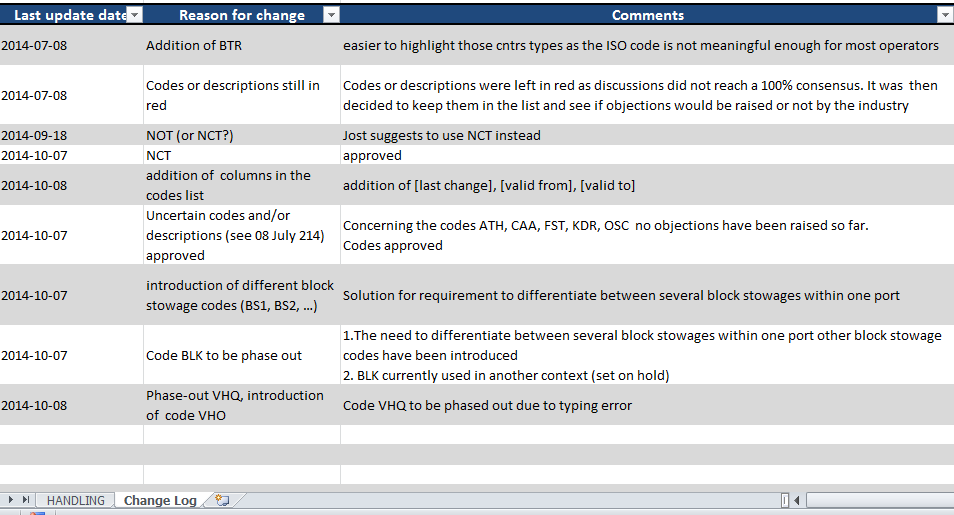 Last update date Reason for change Comments
2014-07-08 Addition of BTR easier to highlight those cntrs types as the ISO code is not meaningful enough for most operators
2014-07-08 Codes or descriptions still in
red
Codes or descriptions were left in red as discussions did not reach a 100% consensus. It was then
decided to keep them in the list and see if objections would be raised or not by the industry
2014-09-18 NOT (or NCT?) Jost suggests to use NCT instead
2014-10-07 NCT approved
2014-10-08 addition of columns in the
codes list
addition of [last change], [valid from], [valid to]
2014-10-07 Uncertain codes and/or
descriptions (see 08 July 214)
approved
Concerning the codes ATH, CAA, FST, KDR, OSC no objections have been raised so far.
Codes approved
2014-10-07 introduction of different block
stowage codes (BS1, BS2, ...)
Solution for requirement to differentiate between several block stowages within one port
2014-10-07 Code BLK to be phase out
1.The need to differentiate between several block stowages within one port other block stowage
codes have been introduced
2. BLK currently used in another context (set on hold)
2014-10-08 Phase-out VHQ, introduction
of code VHO
Code VHQ to be phased out due to typing error
HANDLING Change Log